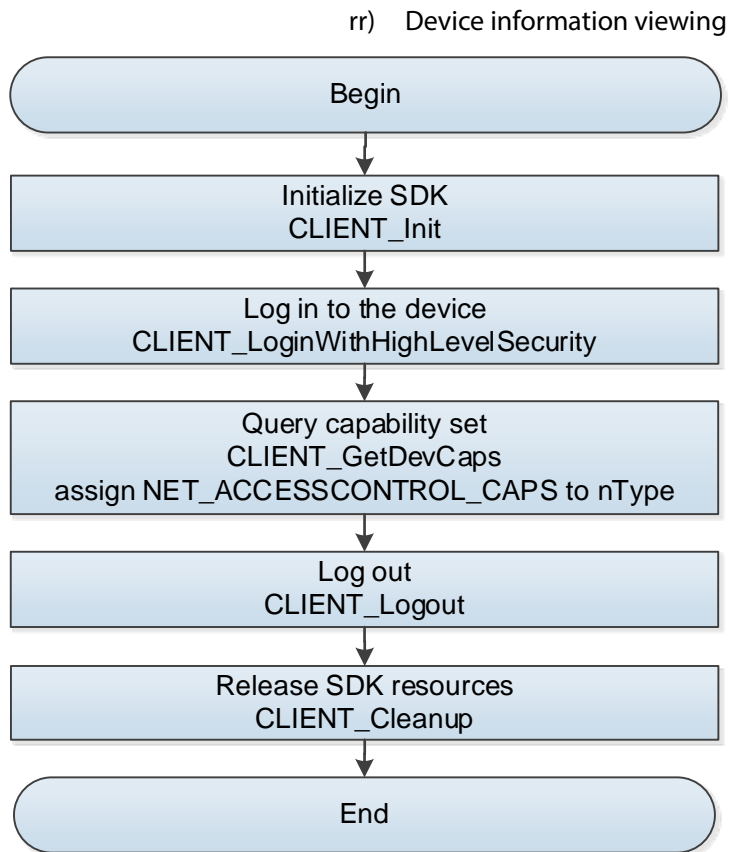 rr) Device information viewing
Begin
Initialize SDK
CLIENT_Init
Log in to the device
CLIENT_LoginWithHighLevelSecurity
Query capability set
CLIENT_GetDevCaps
assign NET_ACCESSCONTROL_CAPS to nType
Log out
CLIENT_Logout
Release SDK resources
CLIENT_Cleanup
End